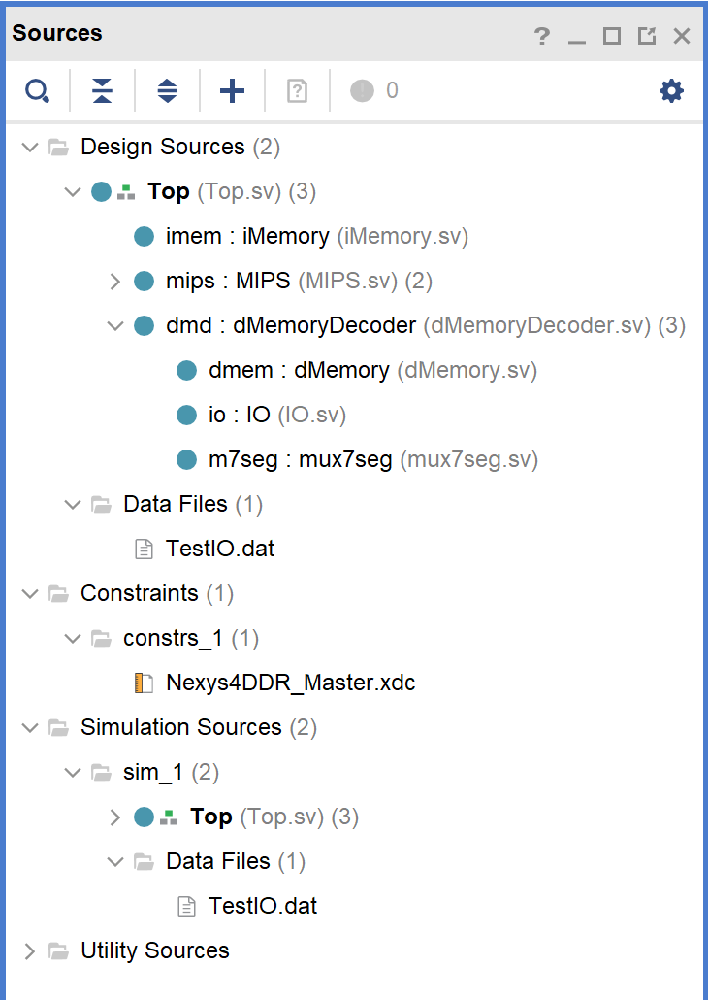 Sources
?
0
Design Sources (2)
Top (Top.sv) (3)
imem : iMemory (iMemory.sv)
mips : MIPS (MIPS.sv) (2)
dmd : dMemoryDecoder (dMemoryDecoder.sv) (3)
dmem : dMemory (dMemory.sv)
io : IO (IO.sv)
m7seg : mux7seg (mux7seg.sv)
Data Files (1)
TestIO.dat
Constraints (1)
constrs_1 (1)
Nexys4DDR_Master.xdc
Simulation Sources (2)
sim_1 (2)
Top (Top.sv) (3)
Data Files (1)
TestIO.dat
Utility Sources